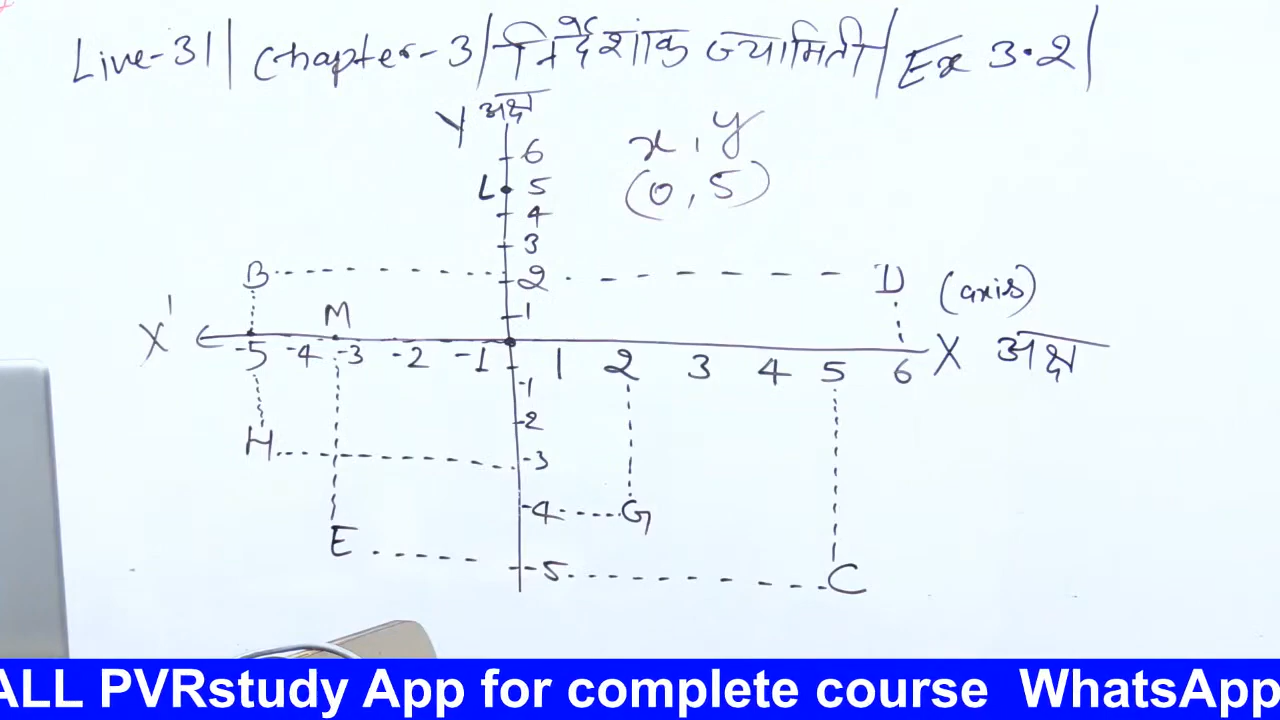 Live-31 | Chapter-3 | निर्देशांक ज्यामिती | Ex 3.2 |
Y अक्ष
x, y
6
(0, 5)
L 5
4
3
B 2 D (axis)
M 1
X' X अक्ष
-5 -4 -3 -2 -1 1 2 3 4 5 6
-1
-2
H -3
-4 G
E -5 C
ALL PVRstudy App for complete course WhatsApp